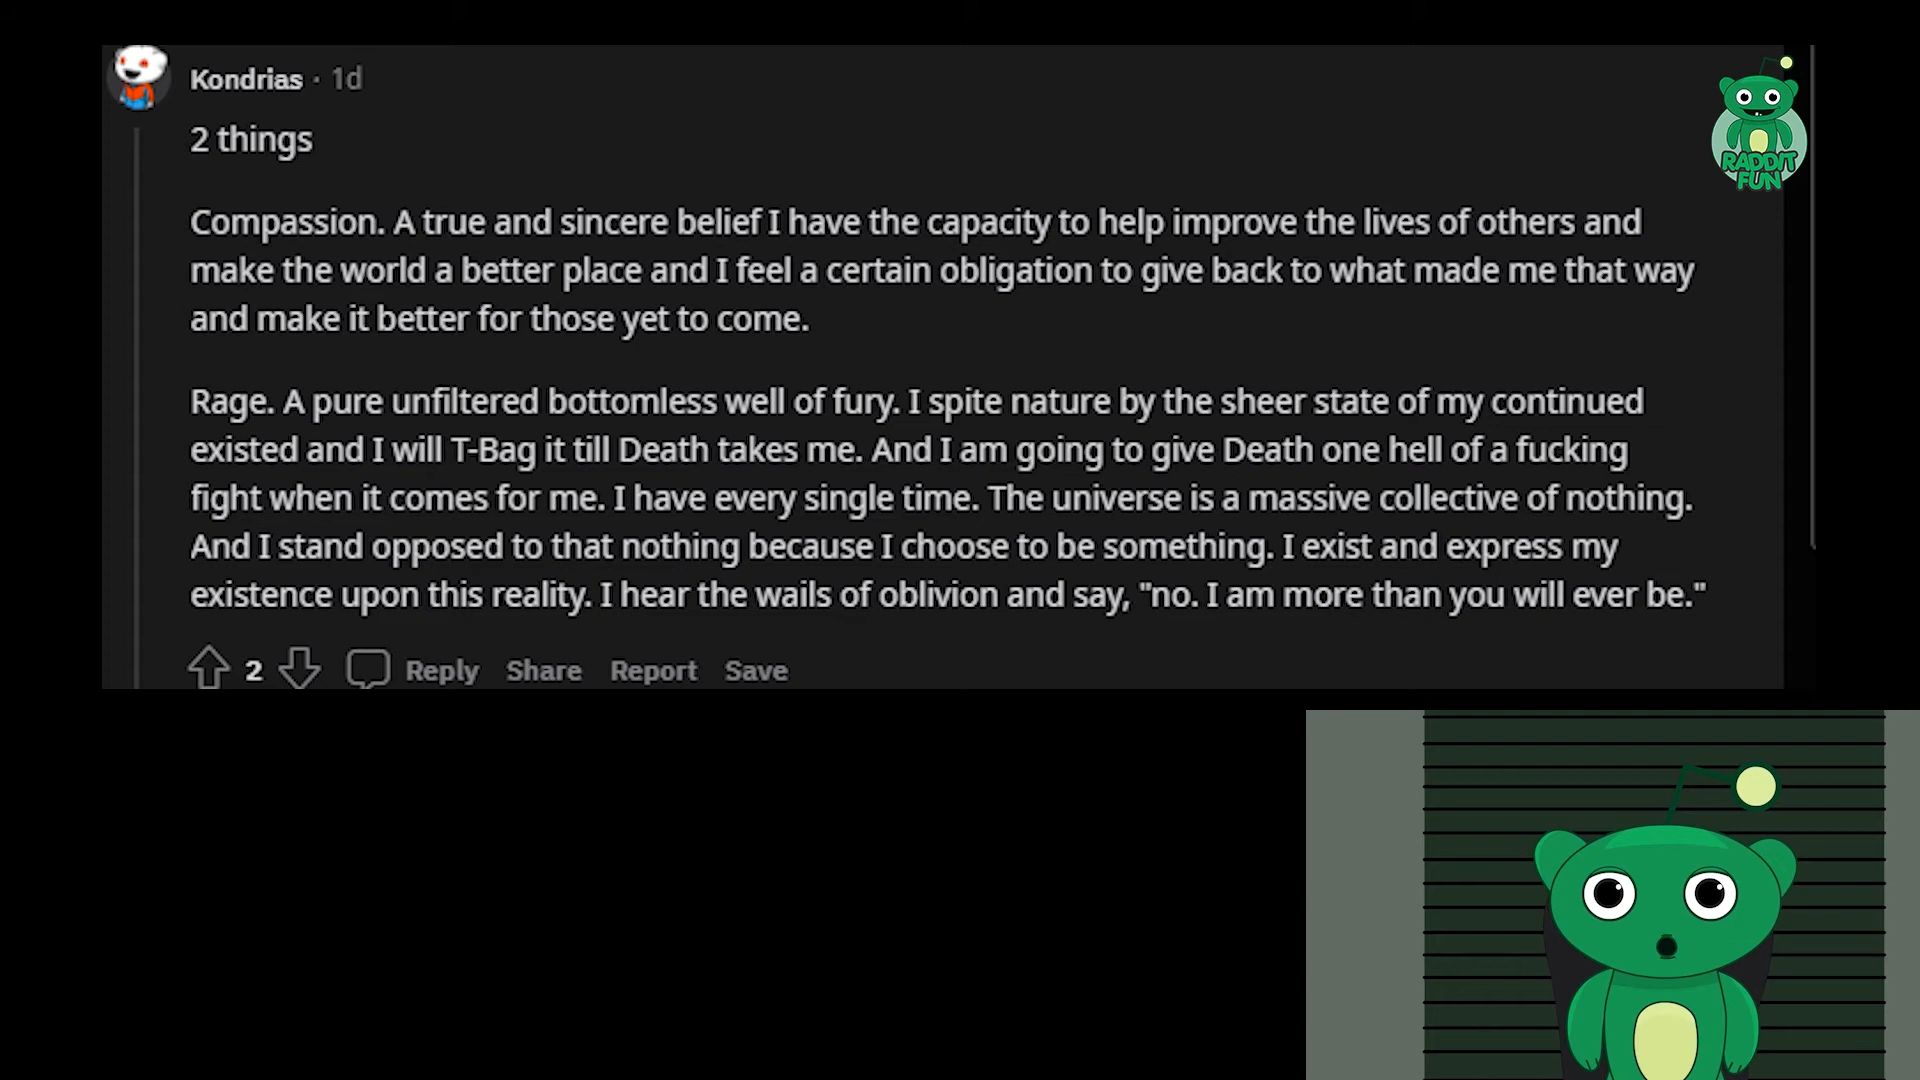 Kondrias · 1d
2 things
Compassion. A true and sincere belief I have the capacity to help improve the lives of others and
make the world a better place and I feel a certain obligation to give back to what made me that way
and make it better for those yet to come.
Rage. A pure unfiltered bottomless well of fury. I spite nature by the sheer state of my continued
existed and I will T-Bag it till Death takes me. And I am going to give Death one hell of a fucking
fight when it comes for me. I have every single time. The universe is a massive collective of nothing.
And I stand opposed to that nothing because I choose to be something. I exist and express my
existence upon this reality. I hear the wails of oblivion and say, "no. I am more than you will ever be."
2 Reply Share Report Save
RADDIT
FUN